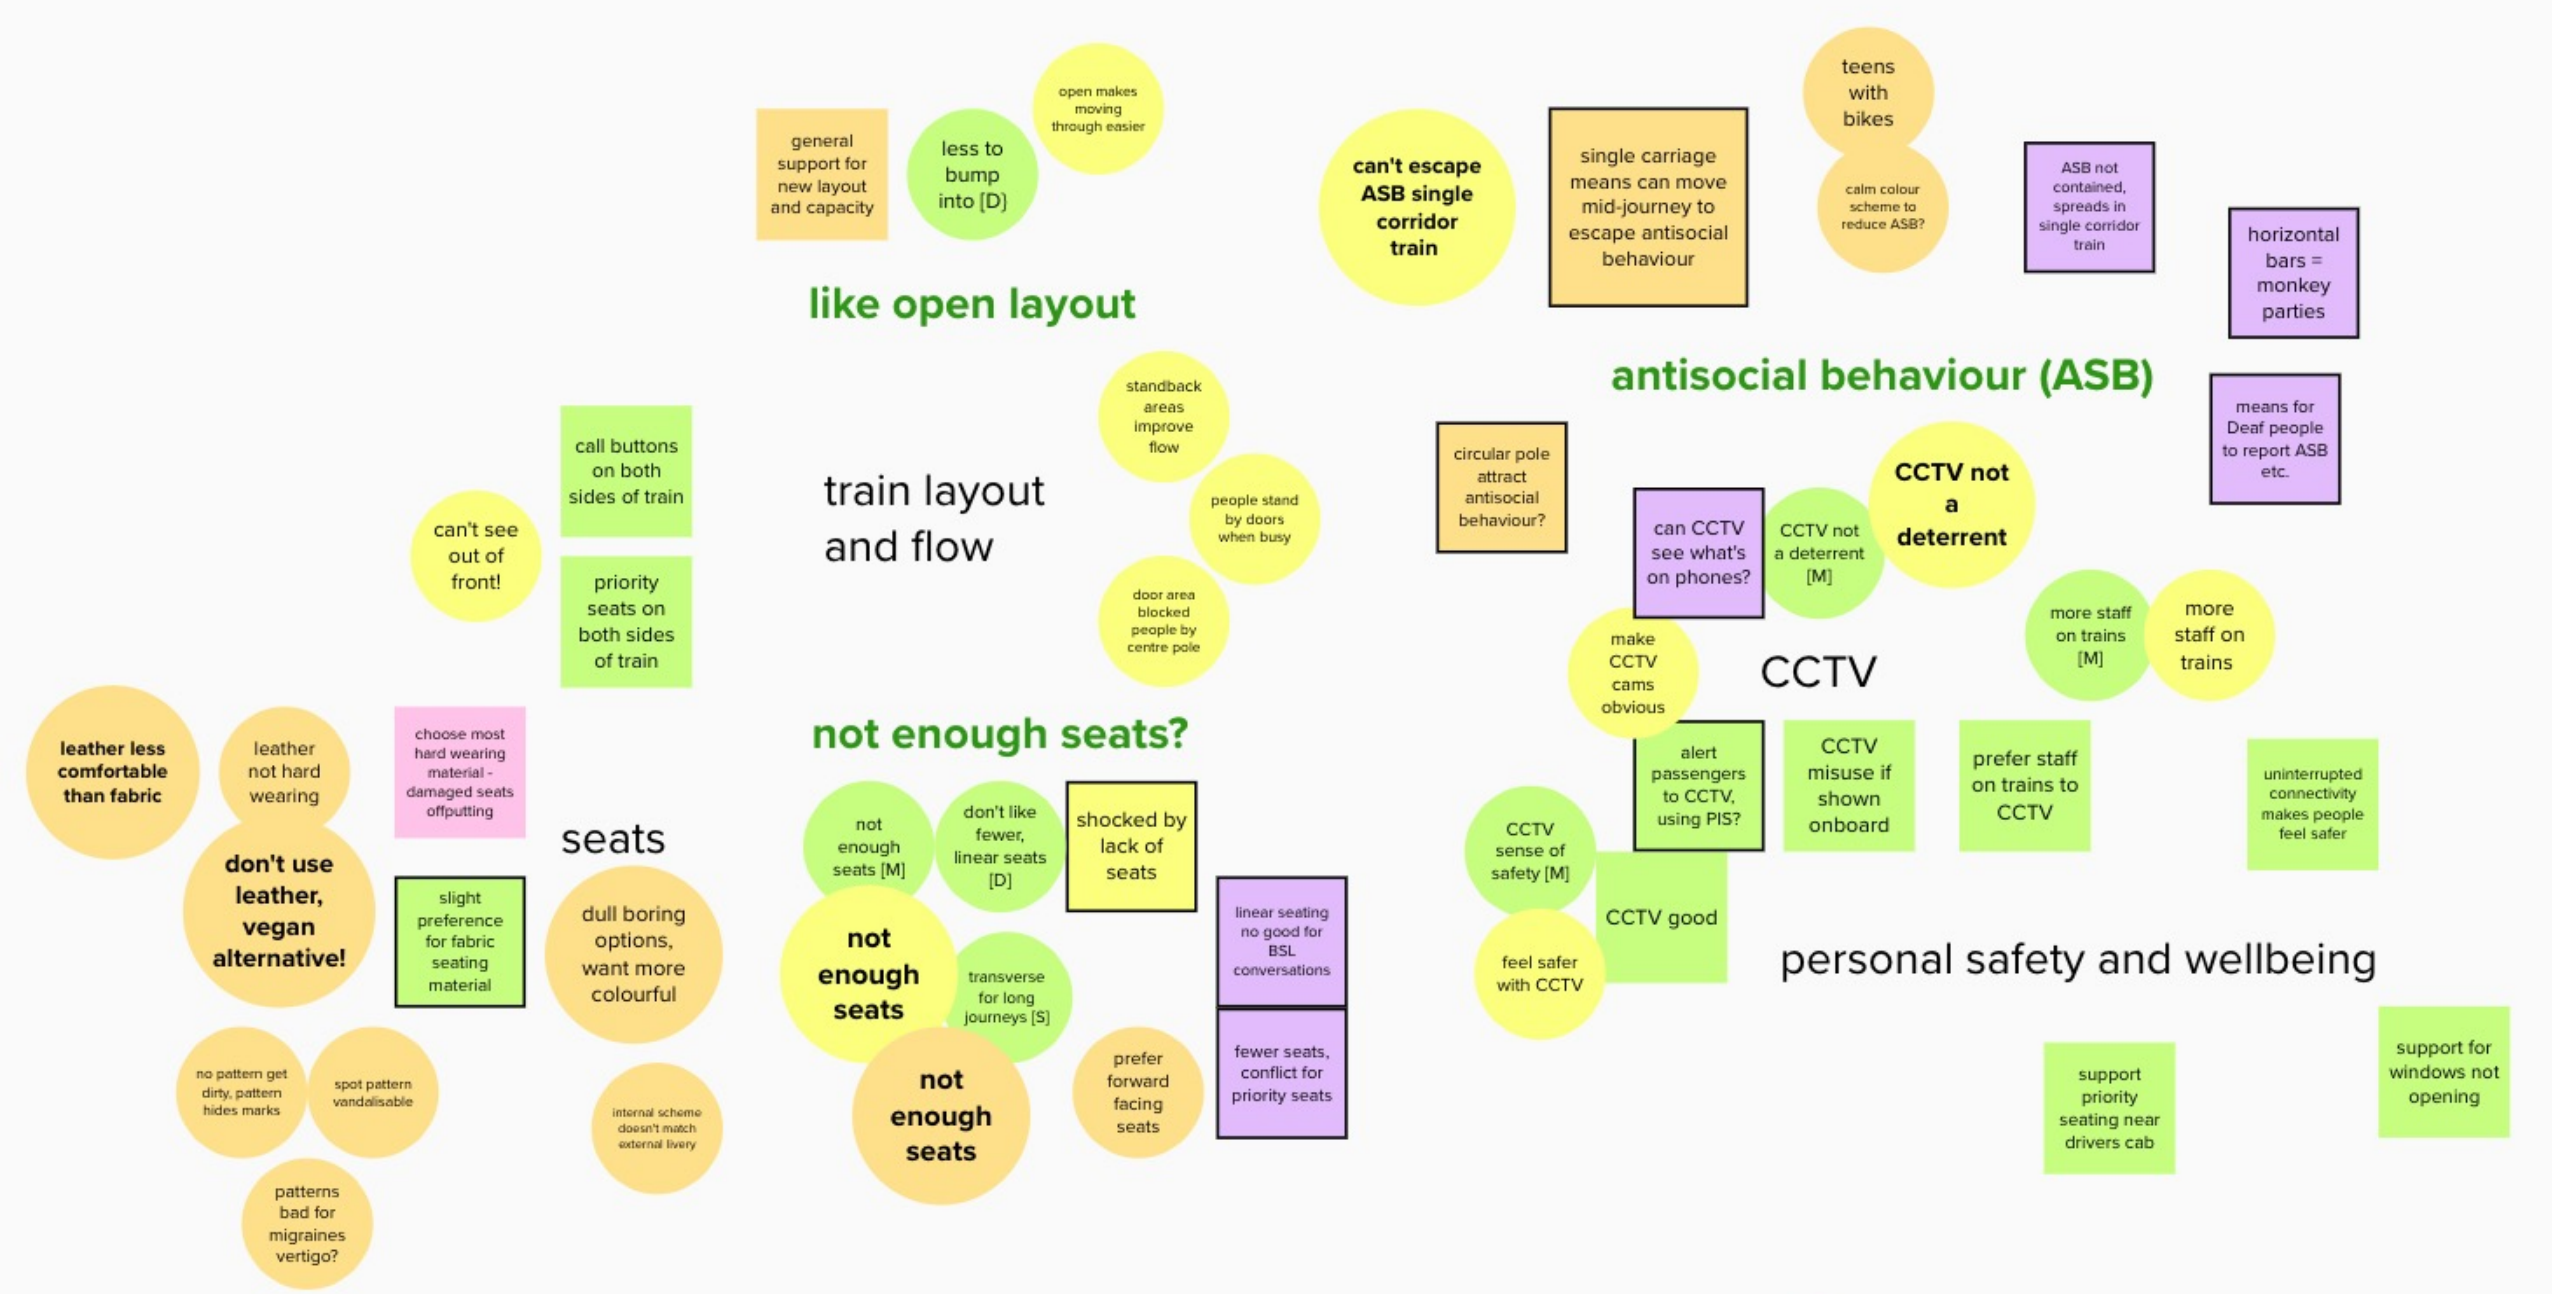 open makes
moving
through easier
general
support for
new layout
and capacity
less to
bump
into [D}
like open layout
teens
with
bikes
can't escape
ASB single
corridor
train
single carriage
means can move
mid-journey to
escape antisocial
behaviour
calm colour
scheme to
reduce ASB?
ASB not
contained,
spreads in
single corridor
train
horizontal
bars =
monkey
parties
antisocial behaviour (ASB)
means for
Deaf people
to report ASB
etc.
circular pole
attract
antisocial
behaviour?
standback
areas
improve
flow
train layout
and flow
people stand
by doors
when busy
door area
blocked
people by
centre pole
call buttons
on both
sides of train
can't see
out of
front!
priority
seats on
both sides
of train
can CCTV
see what's
on phones?
CCTV not
a deterrent
[M]
CCTV not
a
deterrent
more staff
on trains
[M]
more
staff on
trains
make
CCTV
cams
obvious
CCTV
alert
passengers
to CCTV,
using PIS?
CCTV
misuse if
shown
onboard
prefer staff
on trains to
CCTV
uninterrupted
connectivity
makes people
feel safer
CCTV
sense of
safety [M]
CCTV good
feel safer
with CCTV
personal safety and wellbeing
support
priority
seating near
drivers cab
support for
windows not
opening
leather less
comfortable
than fabric
leather
not hard
wearing
choose most
hard wearing
material -
damaged seats
offputting
seats
don't use
leather,
vegan
alternative!
slight
preference
for fabric
seating
material
dull boring
options,
want more
colourful
no pattern get
dirty, pattern
hides marks
spot pattern
vandalisable
internal scheme
doesn't match
external livery
patterns
bad for
migraines
vertigo?
not enough seats?
not
enough
seats [M]
don't like
fewer,
linear seats
[D]
shocked by
lack of
seats
not
enough
seats
transverse
for long
journeys [S]
linear seating
no good for
BSL
conversations
not
enough
seats
prefer
forward
facing
seats
fewer seats,
conflict for
priority seats